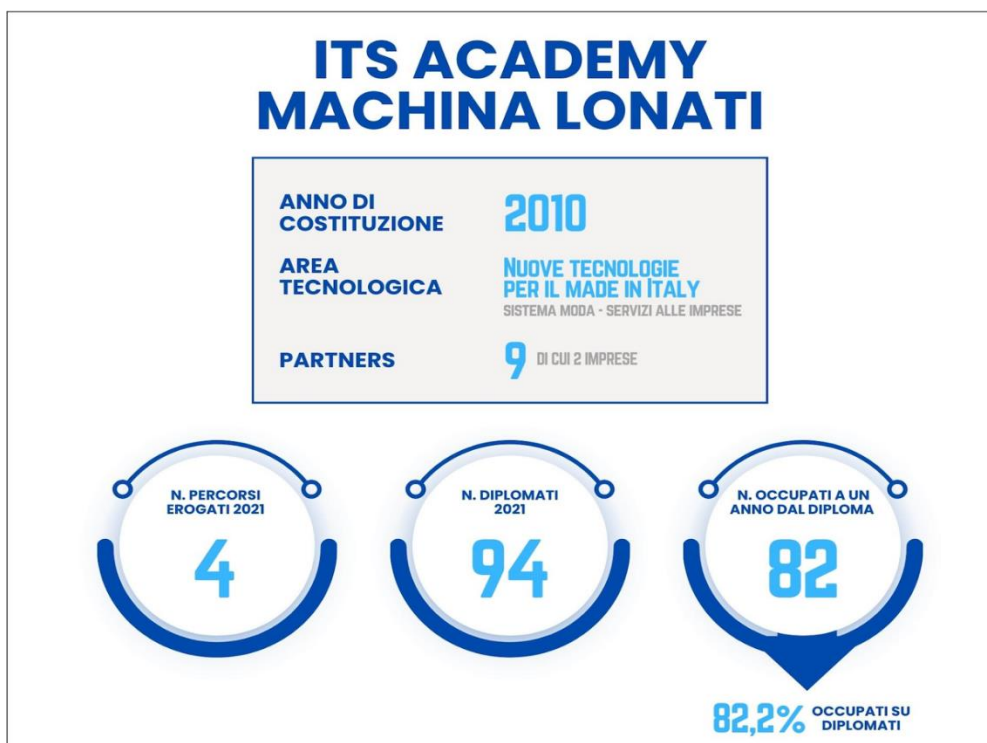 ITS ACADEMY
MACHINA LONATI
ANNO DI
COSTITUZIONE
2010
AREA
TECNOLOGICA
NUOVE TECNOLOGIE
PER IL MADE IN ITALY
SISTEMA MODA - SERVIZI ALLE IMPRESE
PARTNERS
9 DI CUI 2 IMPRESE
N. PERCORSI
EROGATI 2021
4
N. DIPLOMATI
2021
94
N. OCCUPATI A UN
ANNO DAL DIPLOMA
82
82,2% OCCUPATI SU
DIPLOMATI